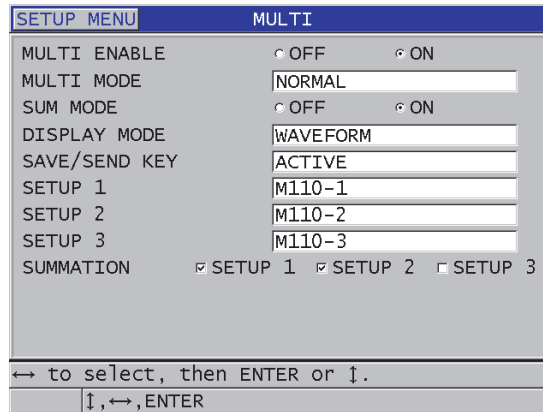 SETUP MENU MULTI
MULTI ENABLE OFF ON
MULTI MODE NORMAL
SUM MODE OFF ON
DISPLAY MODE WAVEFORM
SAVE/SEND KEY ACTIVE
SETUP 1 M110-1
SETUP 2 M110-2
SETUP 3 M110-3
SUMMATION SETUP 1 SETUP 2 SETUP 3
↔ to select, then ENTER or ↕.
↕,↔,ENTER